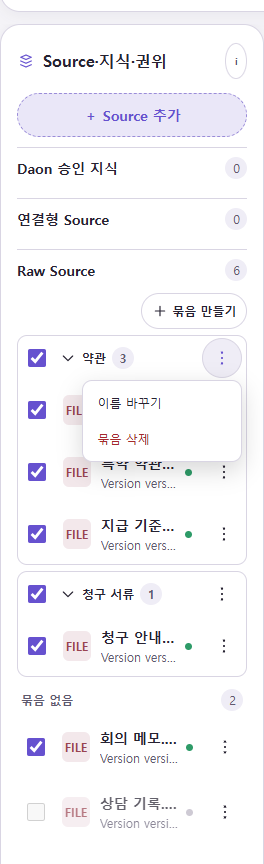 Source·지식·권위
i
+ Source 추가
Daon 승인 지식 0
연결형 Source 0
Raw Source 6
+ 묶음 만들기
약관 3
이름 바꾸기
묶음 삭제
특약 약관...
FILE
Version vers...
지급 기준...
FILE
Version vers...
청구 서류 1
청구 안내...
FILE
Version vers...
묶음 없음 2
회의 메모....
FILE
Version versi...
상담 기록....
FILE
Version versi...